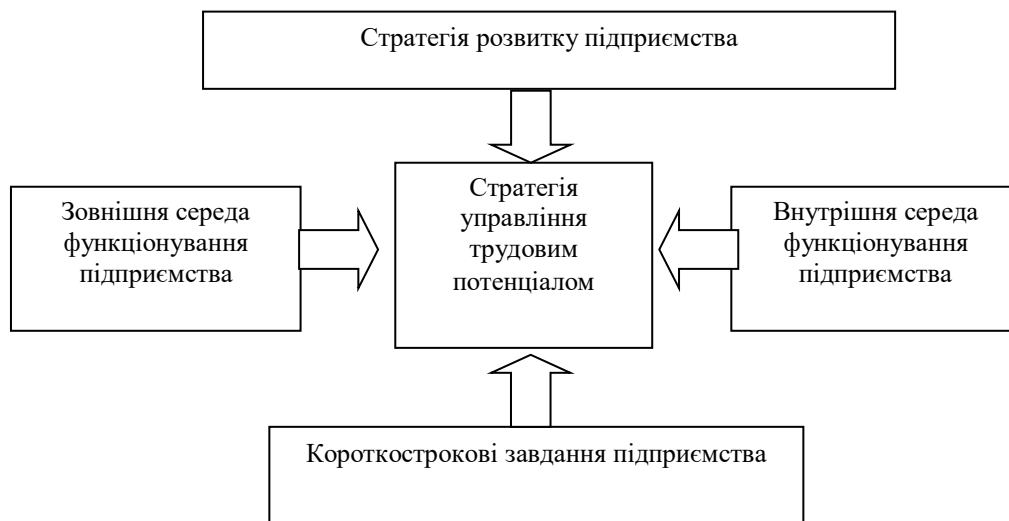 Стратегія розвитку підприємства
Стратегія
управління
трудовим
потенціалом
Зовнішня середа
функціонування
підприємства
Внутрішня середа
функціонування
підприємства
Короткострокові завдання підприємства